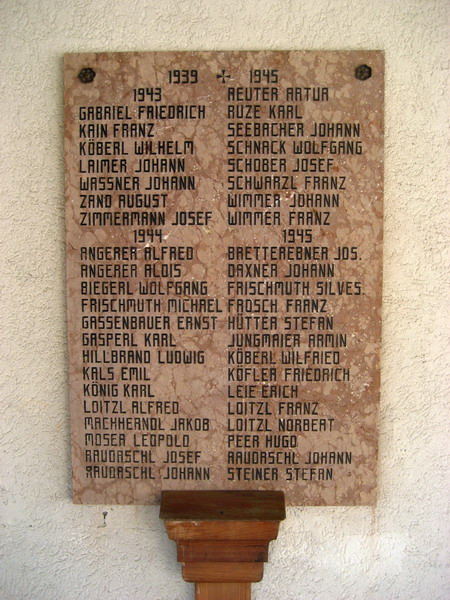 1939 ✠ 1945
1943
GABRIEL FRIEDRICH
KAIN FRANZ
KÖBERL WILHELM
LAIMER JOHANN
WASSNER JOHANN
ZAND AUGUST
ZIMMERMANN JOSEF
1944
ANGERER ALFRED
ANGERER ALOIS
BIEGERL WOLFGANG
FRISCHMUTH MICHAEL
GASSENBAUER ERNST
GASPERL KARL
HILLBRAND LUDWIG
KALS EMIL
KÖNIG KARL
LOITZL ALFRED
MACHHERNDL JAKOB
MOSER LEOPOLD
RAUDASCHL JOSEF
RAUDASCHL JOHANN
REUTER ARTUR
RUZE KARL
SEEBACHER JOHANN
SCHNACK WOLFGANG
SCHOBER JOSEF
SCHWARZL FRANZ
WIMMER JOHANN
WIMMER FRANZ
1945
BRETTEREBNER JOS.
DAXNER JOHANN
FRISCHMUTH SILVES.
FROSCH FRANZ
HÜTTER STEFAN
JUNGMAIER ARMIN
KÖBERL WILFRIED
KÖFLER FRIEDRICH
LEIF ERICH
LOITZL FRANZ
LOITZL NORBERT
PEER HUGO
RAUDASCHL JOHANN
STEINER STEFAN